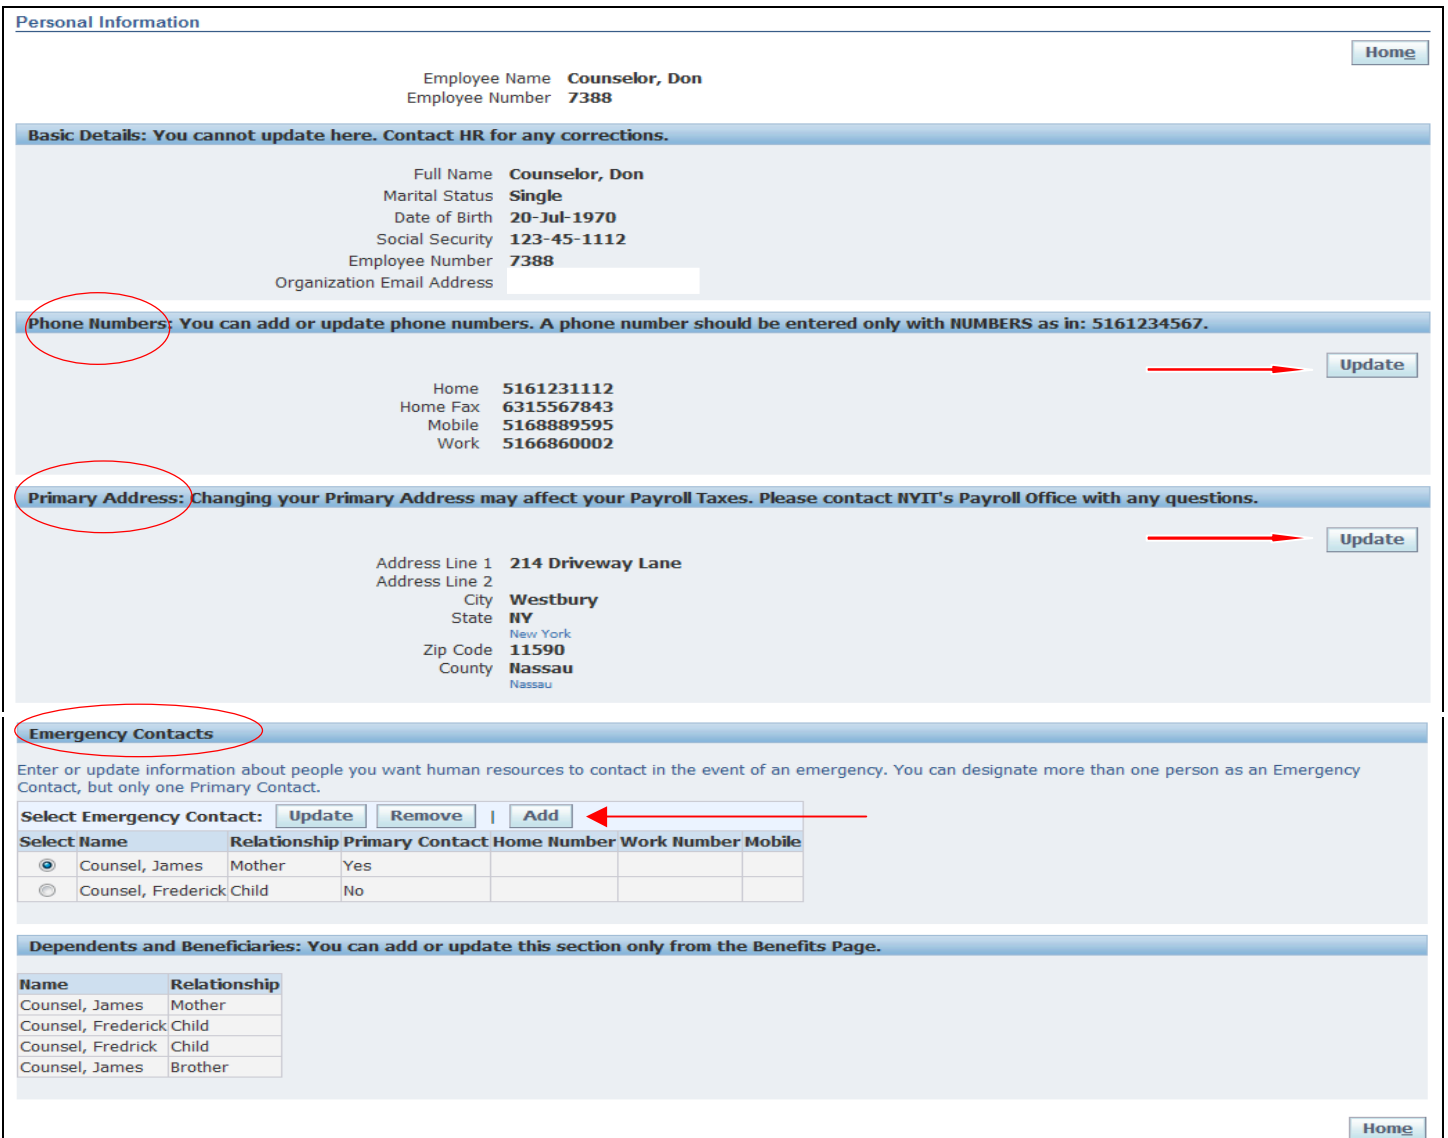 Personal Information
Home
Employee Name Counselor, Don
Employee Number 7388
Basic Details: You cannot update here. Contact HR for any corrections.
Full Name Counselor, Don
Marital Status Single
Date of Birth 20-Jul-1970
Social Security 123-45-1112
Employee Number 7388
Organization Email Address
Phone Numbers: You can add or update phone numbers. A phone number should be entered only with NUMBERS as in: 5161234567.
Update
Home 5161231112
Home Fax 6315567843
Mobile 5168889595
Work 5166860002
Primary Address: Changing your Primary Address may affect your Payroll Taxes. Please contact NYIT's Payroll Office with any questions.
Update
Address Line 1 214 Driveway Lane
Address Line 2
City Westbury
State NY
New York
Zip Code 11590
County Nassau
Nassau
Emergency Contacts
Enter or update information about people you want human resources to contact in the event of an emergency. You can designate more than one person as an Emergency
Contact, but only one Primary Contact.
Select Emergency Contact: Update Remove | Add
Select Name Relationship Primary Contact Home Number Work Number Mobile
Counsel, James Mother Yes
Counsel, Frederick Child No
Dependents and Beneficiaries: You can add or update this section only from the Benefits Page.
Name Relationship
Counsel, James Mother
Counsel, Frederick Child
Counsel, Fredrick Child
Counsel, James Brother
Home